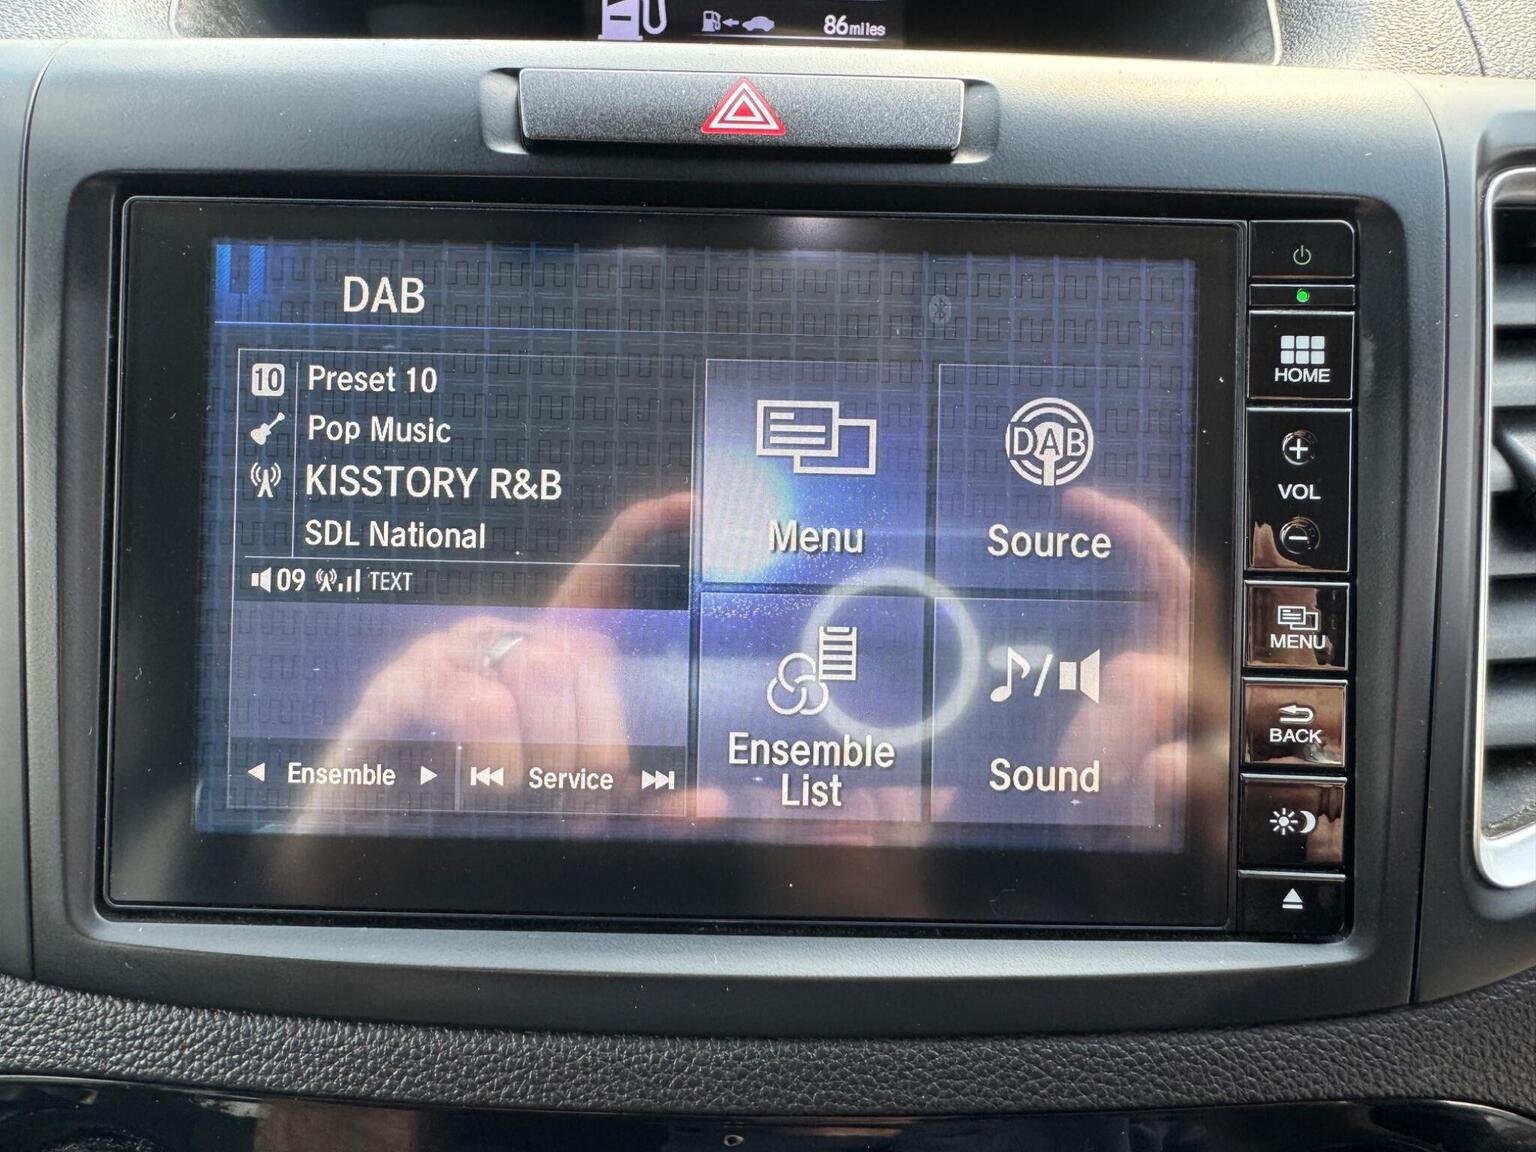 86miles
DAB
10 Preset 10
Pop Music
KISSTORY R&B
SDL National
09 TEXT
Ensemble
Service
Menu
DAB
Source
Ensemble
List
Sound
HOME
+
VOL
−
MENU
BACK